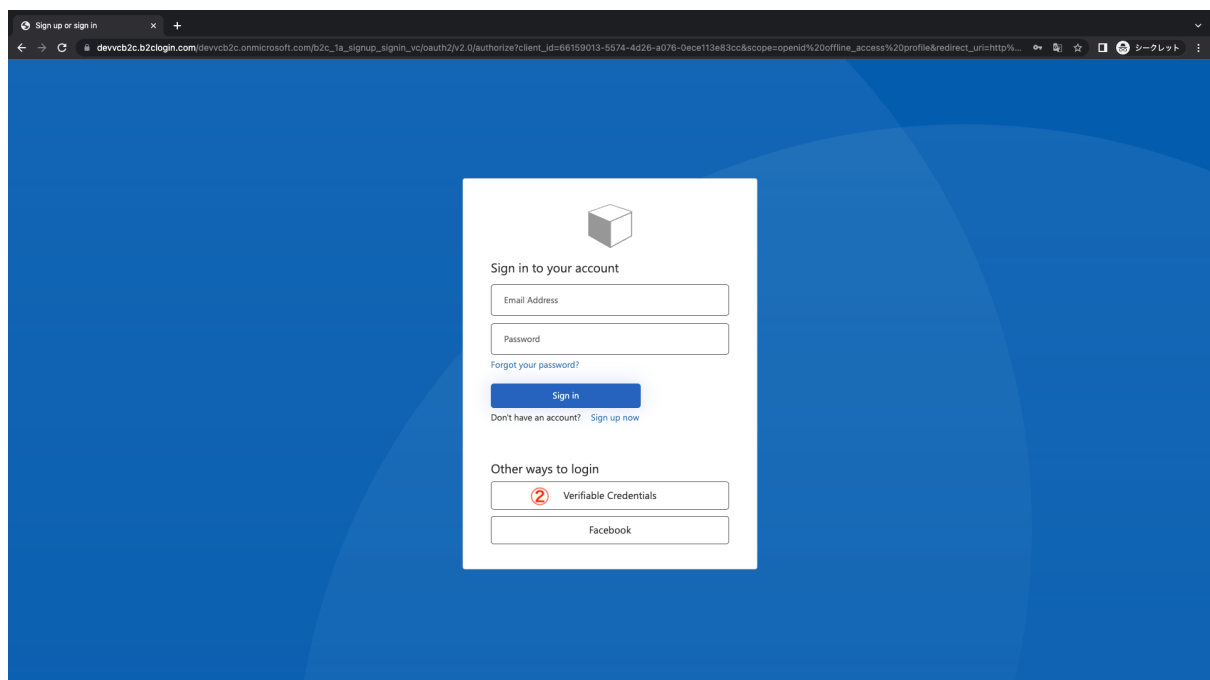 Sign up or sign in
devvcb2c.b2clogin.com/devvcb2c.onmicrosoft.com/b2c_1a_signup_signin_vc/oauth2/v2.0/authorize?client_id=66159013-5574-4d26-a076-0ece113e83cc&scope=openid%20offline_access%20profile&redirect_uri=http%... シークレット
Sign in to your account
Email Address
Password
Forgot your password?
Sign in
Don't have an account? Sign up now
Other ways to login
② Verifiable Credentials
Facebook